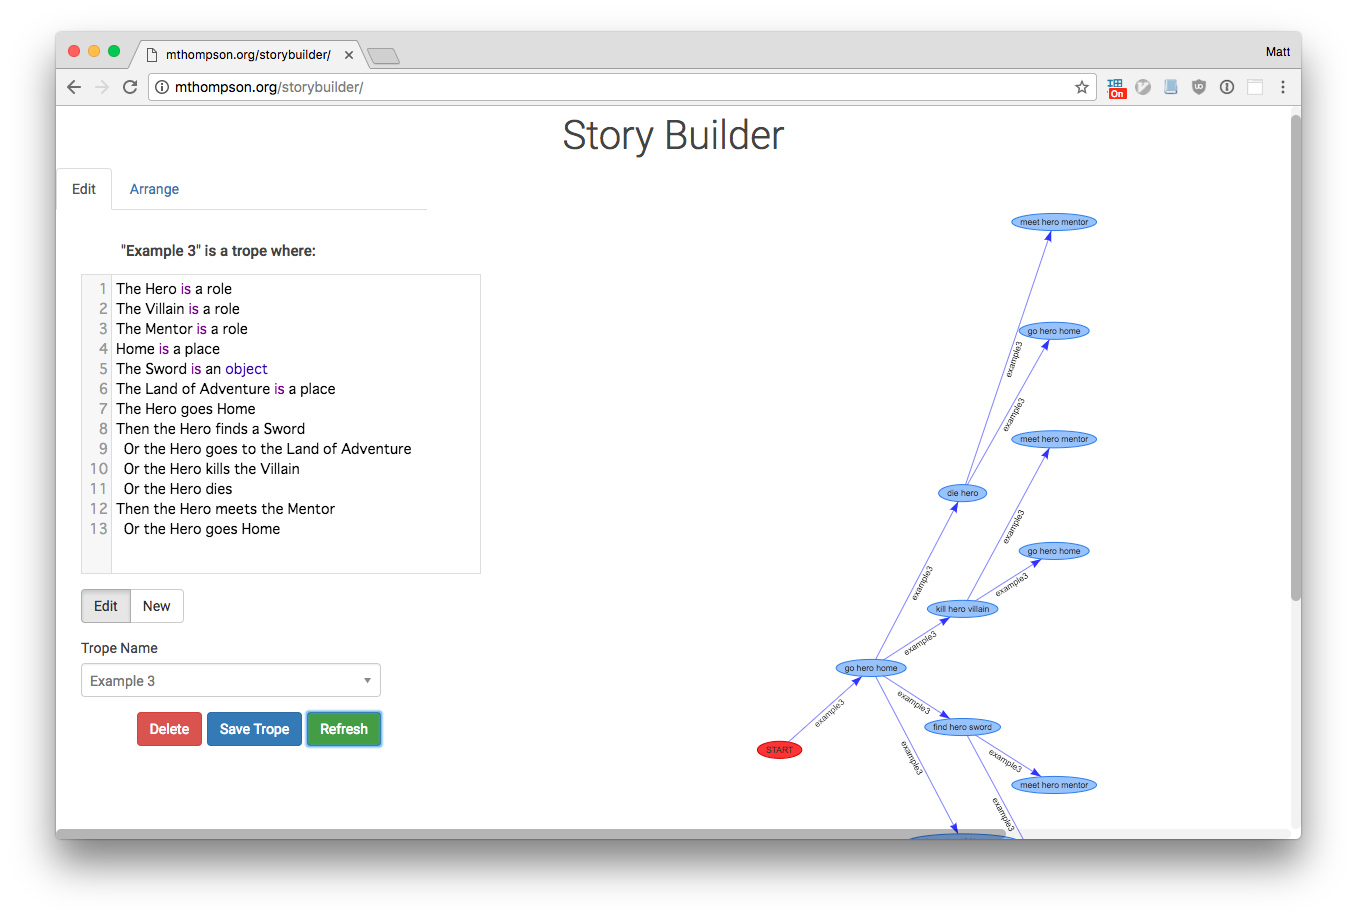 mthompson.org/storybuilder/
Matt
mthompson.org/storybuilder/
On
Story Builder
Edit
Arrange
"Example 3" is a trope where:
1 The Hero is a role
2 The Villain is a role
3 The Mentor is a role
4 Home is a place
5 The Sword is an object
6 The Land of Adventure is a place
7 The Hero goes Home
8 Then the Hero finds a Sword
9 Or the Hero goes to the Land of Adventure
10 Or the Hero kills the Villain
11 Or the Hero dies
12 Then the Hero meets the Mentor
13 Or the Hero goes Home
Edit
New
Trope Name
Example 3
Delete
Save Trope
Refresh
meet hero mentor
go hero home
example3
example3
meet hero mentor
die hero
example3
go hero home
example3
example3
kill hero villain
example3
go hero home
example3
example3
find hero sword
START
example3
example3
meet hero mentor
example3